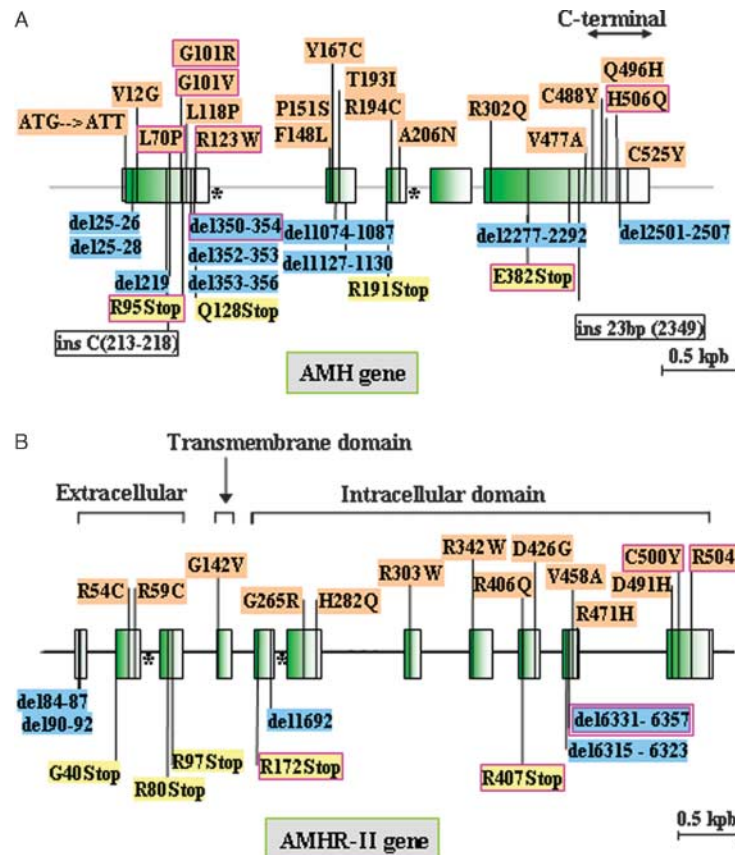 A
C-terminal
G101R
Y167C
Q496H
G101V
T193I
C488Y
H506Q
V12G
L118P
P151S
R194C
R302Q
ATG-->ATT
L70P
R123W
F148L
A206N
V477A
C525Y
*
*
del25-26
del350-354
del1074-1087
del2277-2292
del2501-2507
del25-28
del352-353
del1127-1130
E382Stop
del219
del353-356
R191Stop
R95Stop
Q128Stop
ins C(213-218)
ins 23bp (2349)
AMH gene
0.5 kpb
B
Transmembrane domain
Extracellular
Intracellular domain
R342W
D426G
C500Y
R504
G142V
R303W
R54C
R59C
G265R
H282Q
R406Q
V458A
D491H
R471H
*
*
del84-87
del90-92
del1692
del6331- 6357
del6315 - 6323
G40Stop
R97Stop
R80Stop
R172Stop
R407Stop
AMHR-II gene
0.5 kpb